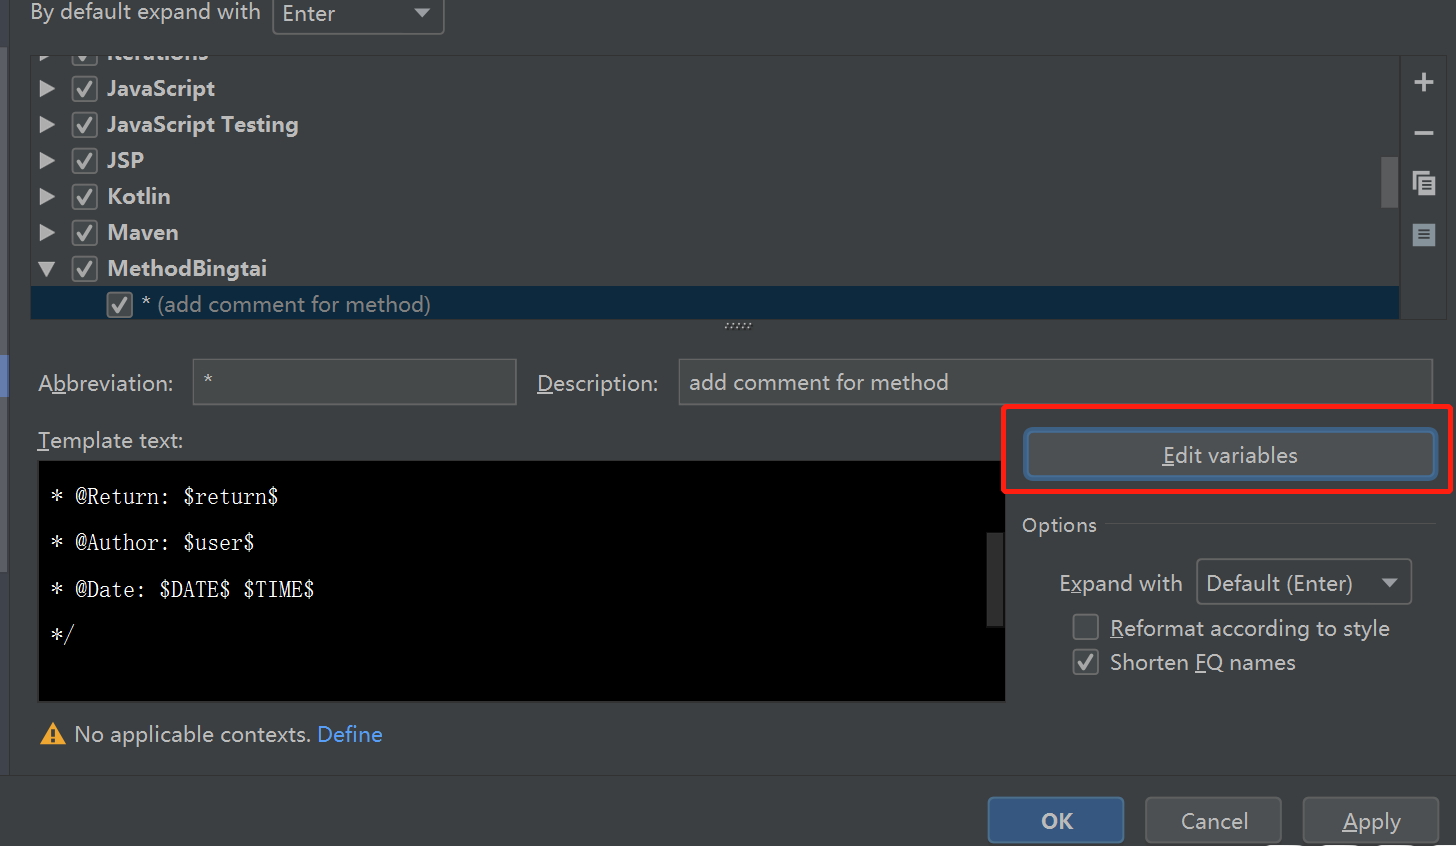 By default expand with Enter
Iterations
JavaScript
JavaScript Testing
JSP
Kotlin
Maven
MethodBingtai
* (add comment for method)
Abbreviation: * Description: add comment for method
Template text:
Edit variables
* @Return: $return$
* @Author: $user$
* @Date: $DATE$ $TIME$
*/
Options
Expand with Default (Enter)
Reformat according to style
Shorten FQ names
No applicable contexts. Define
OK Cancel Apply